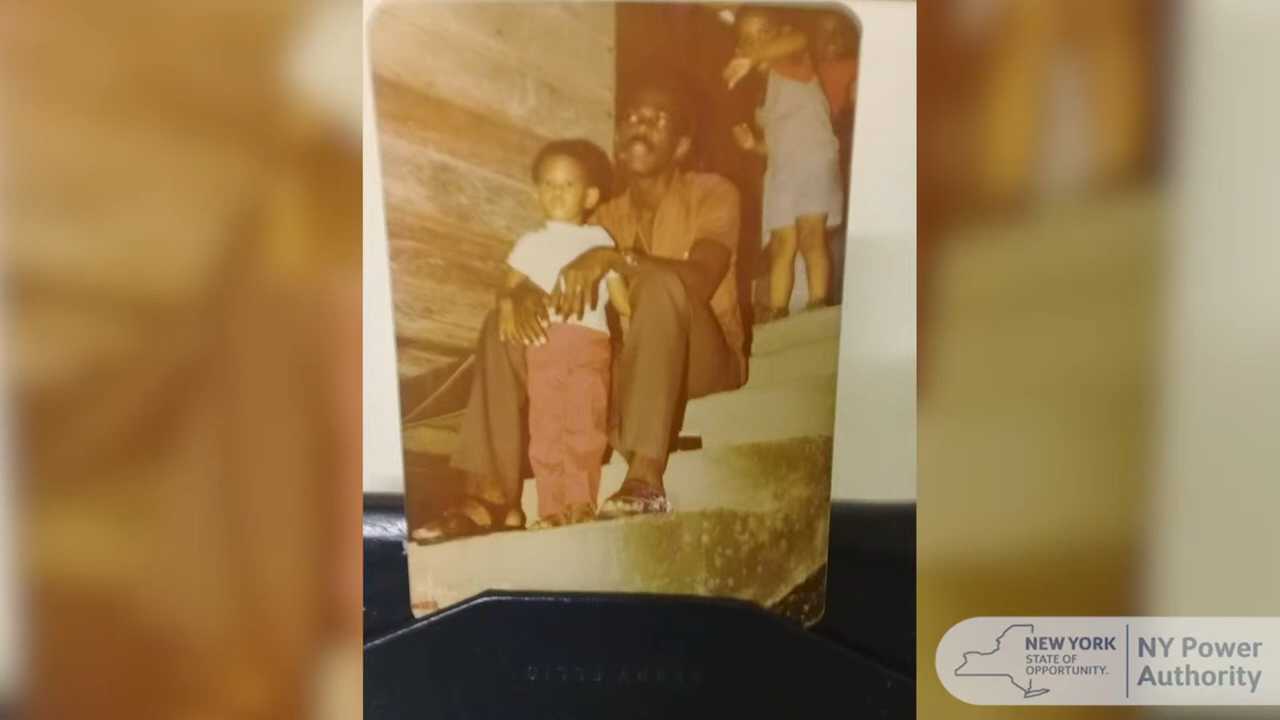 NEW YORK
STATE OF
OPPORTUNITY.
NY Power
Authority